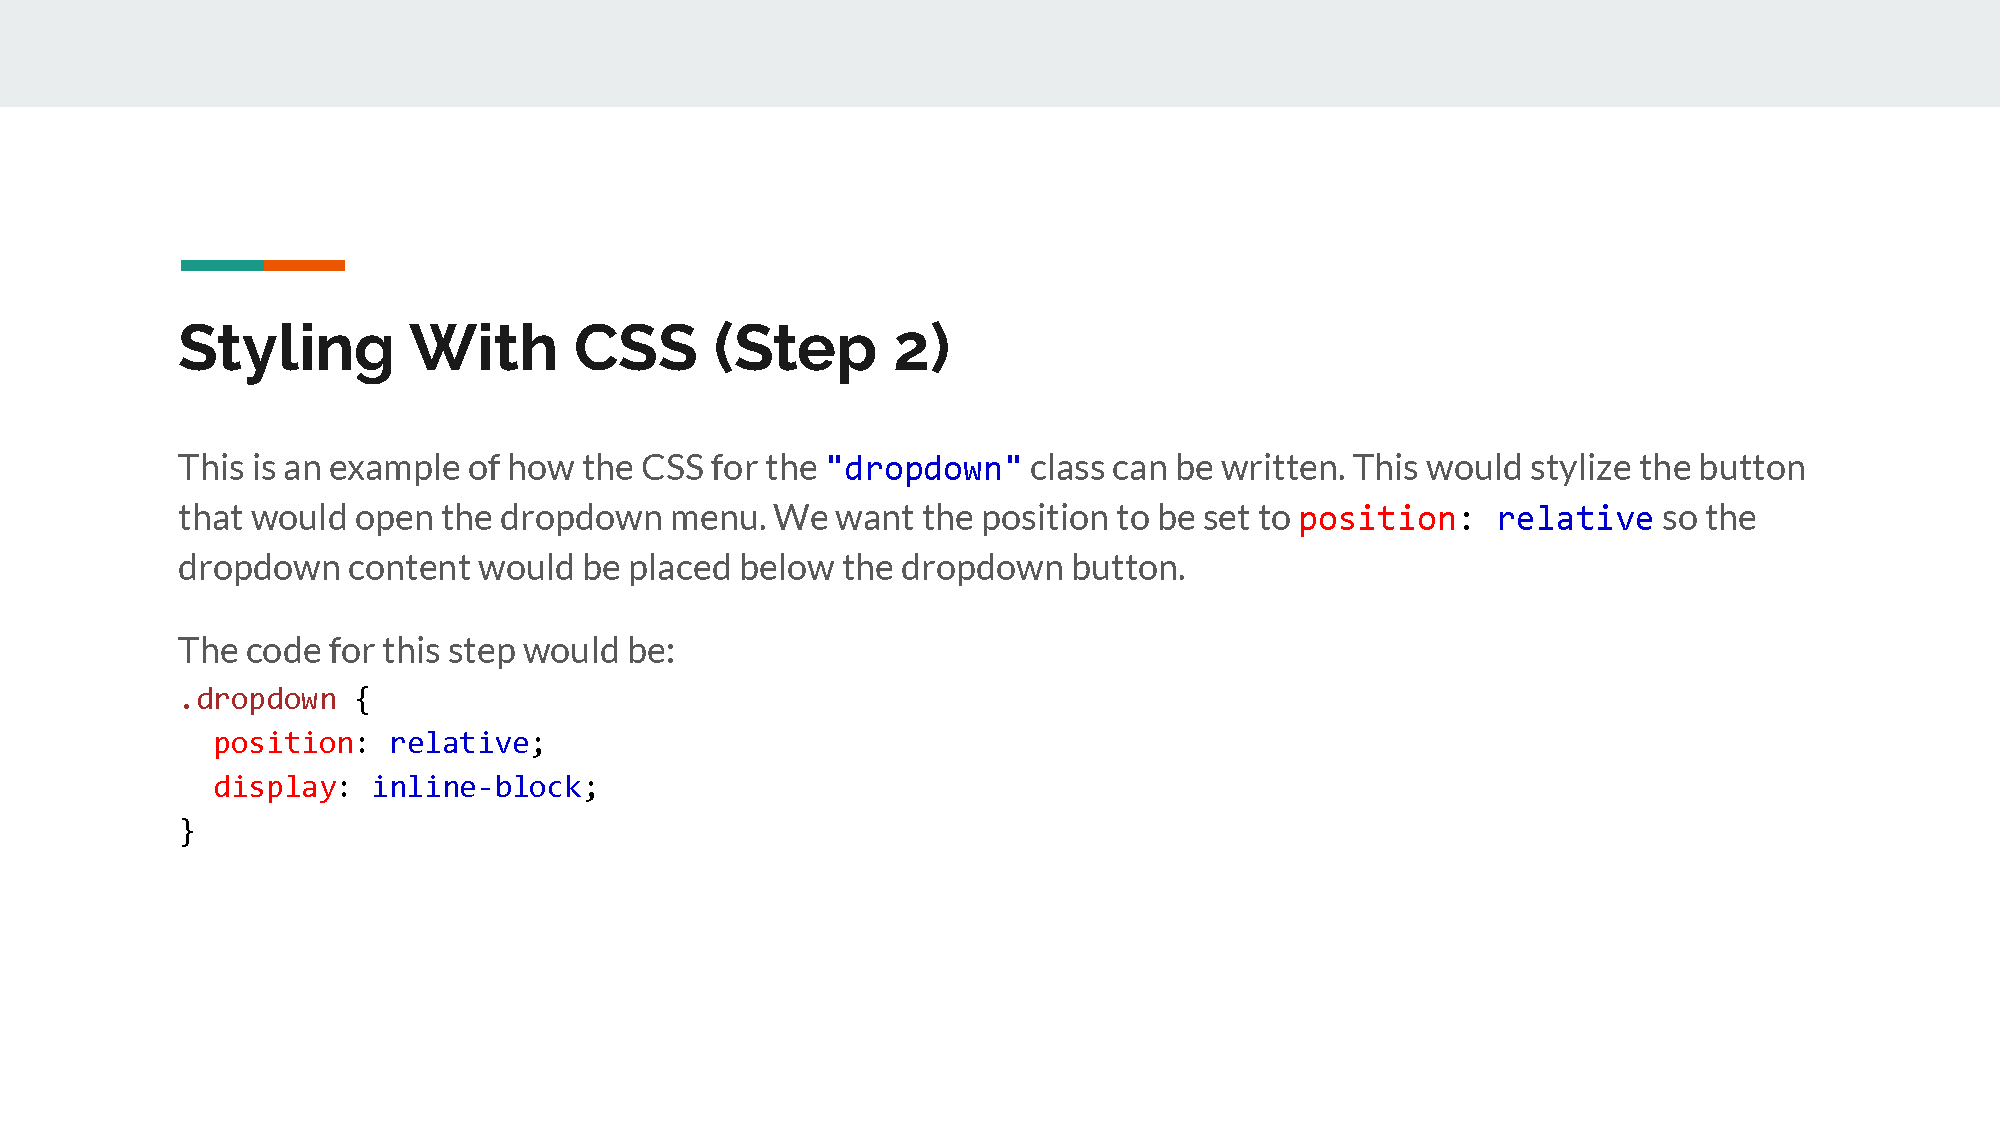 Styling With CSS (Step 2)
This is an example of how the CSS for the "dropdown" class can be written. This would stylize the button
that would open the dropdown menu. We want the position to be set to position: relative so the
dropdown content would be placed below the dropdown button.
The code for this step would be:
.dropdown {
  position: relative;
  display: inline-block;
}